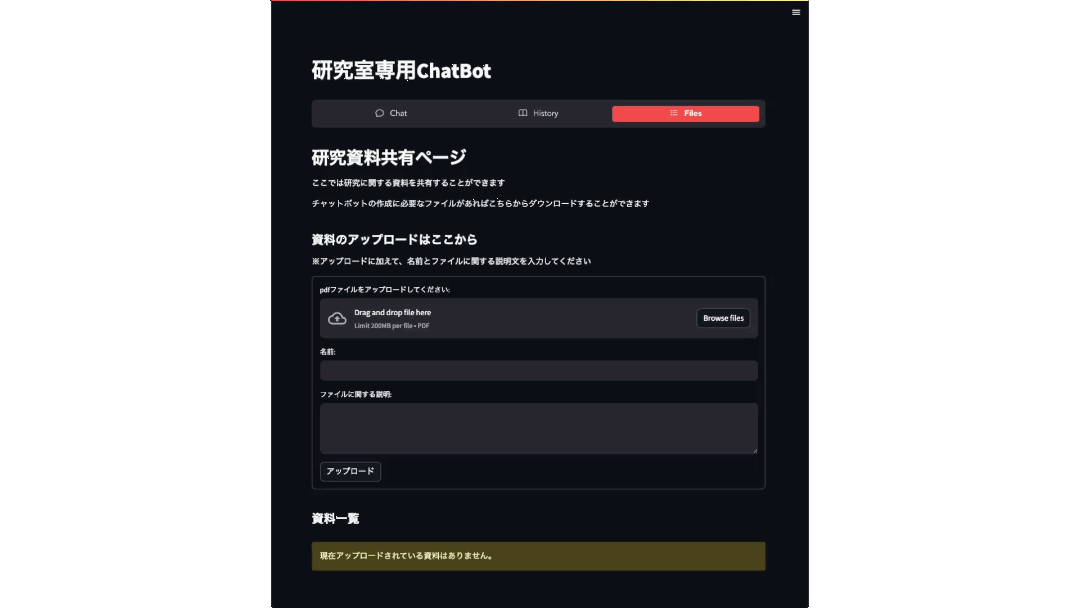 研究室専用ChatBot
Chat
History
Files
研究資料共有ページ
ここでは研究に関する資料を共有することができます
チャットボットの作成に必要なファイルがあればこちらからダウンロードすることができます
資料のアップロードはここから
※アップロードに加えて、名前とファイルに関する説明文を入力してください
pdfファイルをアップロードしてください:
Drag and drop file here
Limit 200MB per file • PDF
Browse files
名前:
ファイルに関する説明:
アップロード
資料一覧
現在アップロードされている資料はありません。